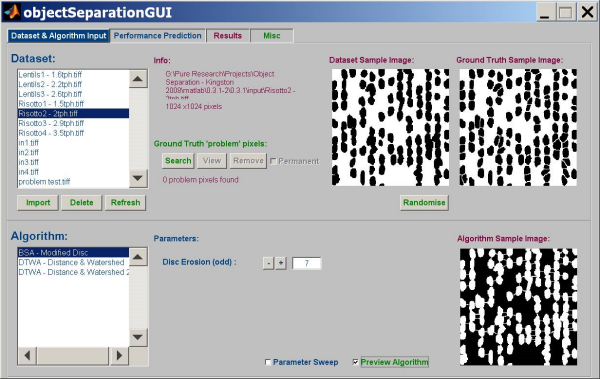 objectSeparationGUI
Dataset & Algorithm Input Performance Prediction Results Misc
Dataset:
Lentils1 - 1.6tph.tiff
Lentils2 - 2.2tph.tiff
Lentils3 - 2.6tph.tiff
Risotto1 - 1.5tph.tiff
Risotto2 - 2tph.tiff
Risotto3 - 2.9tph.tiff
Risotto4 - 3.5tph.tiff
in1.tiff
in2.tiff
in3.tiff
in4.tiff
problem test.tiff
Import Delete Refresh
Info:
G:\Pure Research\Projects\Object
Separation - Kingston
2008\matlab\0.3.1-2\0.3.1\input\Risotto2 -
2tph.tiff
1024 x1024 pixels
Ground Truth 'problem' pixels:
Search View Remove Permanent
0 problem pixels found
Dataset Sample Image:
Ground Truth Sample Image:
Randomise
Algorithm:
BSA - Modified Disc
DTWA - Distance & Watershed
DTWA - Distance & Watershed 2
Parameters:
Disc Erosion (odd) : - + 7
Parameter Sweep Preview Algorithm
Algorithm Sample Image: